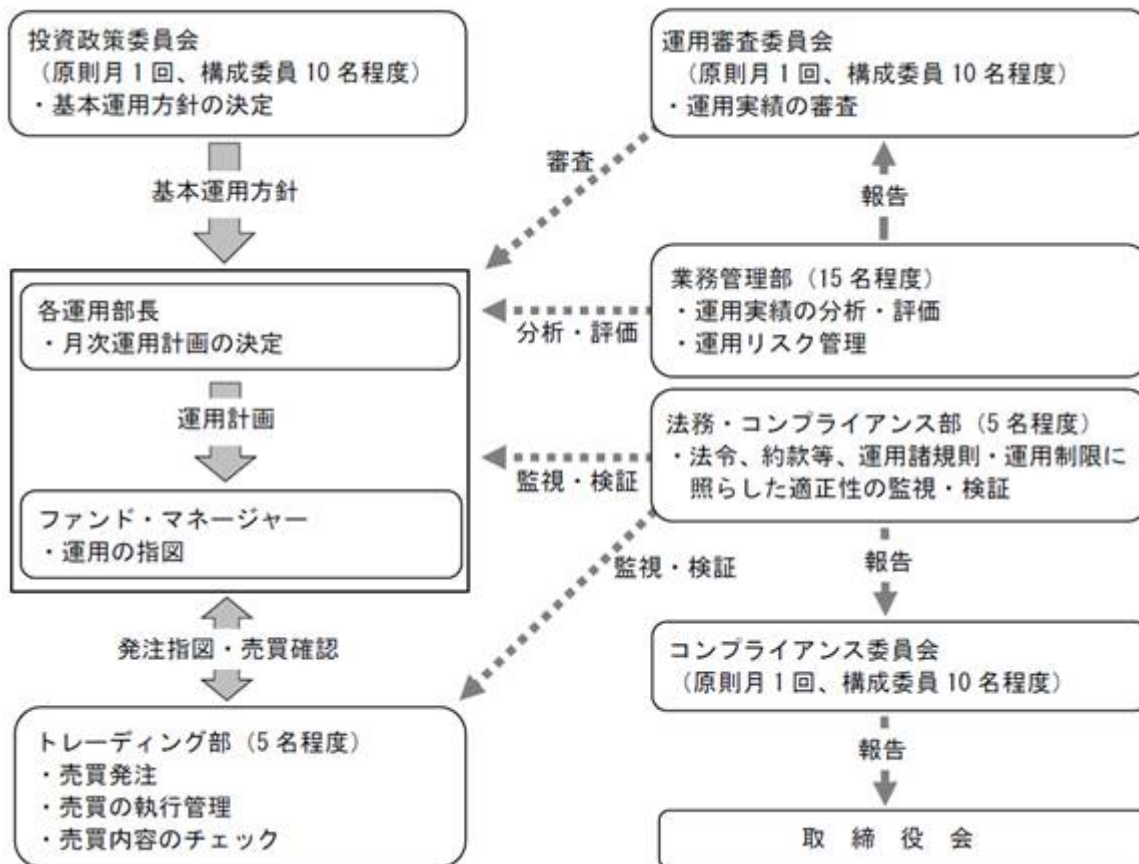 投資政策委員会
（原則月1回、構成委員10名程度）
・基本運用方針の決定
基本運用方針
各運用部長
・月次運用計画の決定
運用計画
ファンド・マネージャー
・運用の指図
発注指図・売買確認
トレーディング部（5名程度）
・売買発注
・売買の執行管理
・売買内容のチェック
運用審査委員会
（原則月1回、構成委員10名程度）
・運用実績の審査
審査
報告
業務管理部（15名程度）
・運用実績の分析・評価
・運用リスク管理
分析・評価
法務・コンプライアンス部（5名程度）
・法令、約款等、運用諸規則・運用制限に
照らした適正性の監視・検証
監視・検証
監視・検証
報告
コンプライアンス委員会
（原則月1回、構成委員10名程度）
報告
取締役会